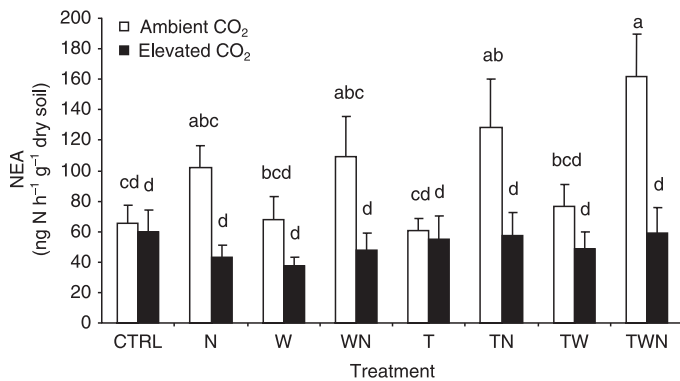 Ambient CO₂
Elevated CO₂
NEA
(ng N h⁻¹ g⁻¹ dry soil)
200
180
160
140
120
100
80
60
40
20
0
cd d
abc d
bcd d
abc d
cd d
ab d
bcd d
a d
CTRL N W WN T TN TW TWN
Treatment